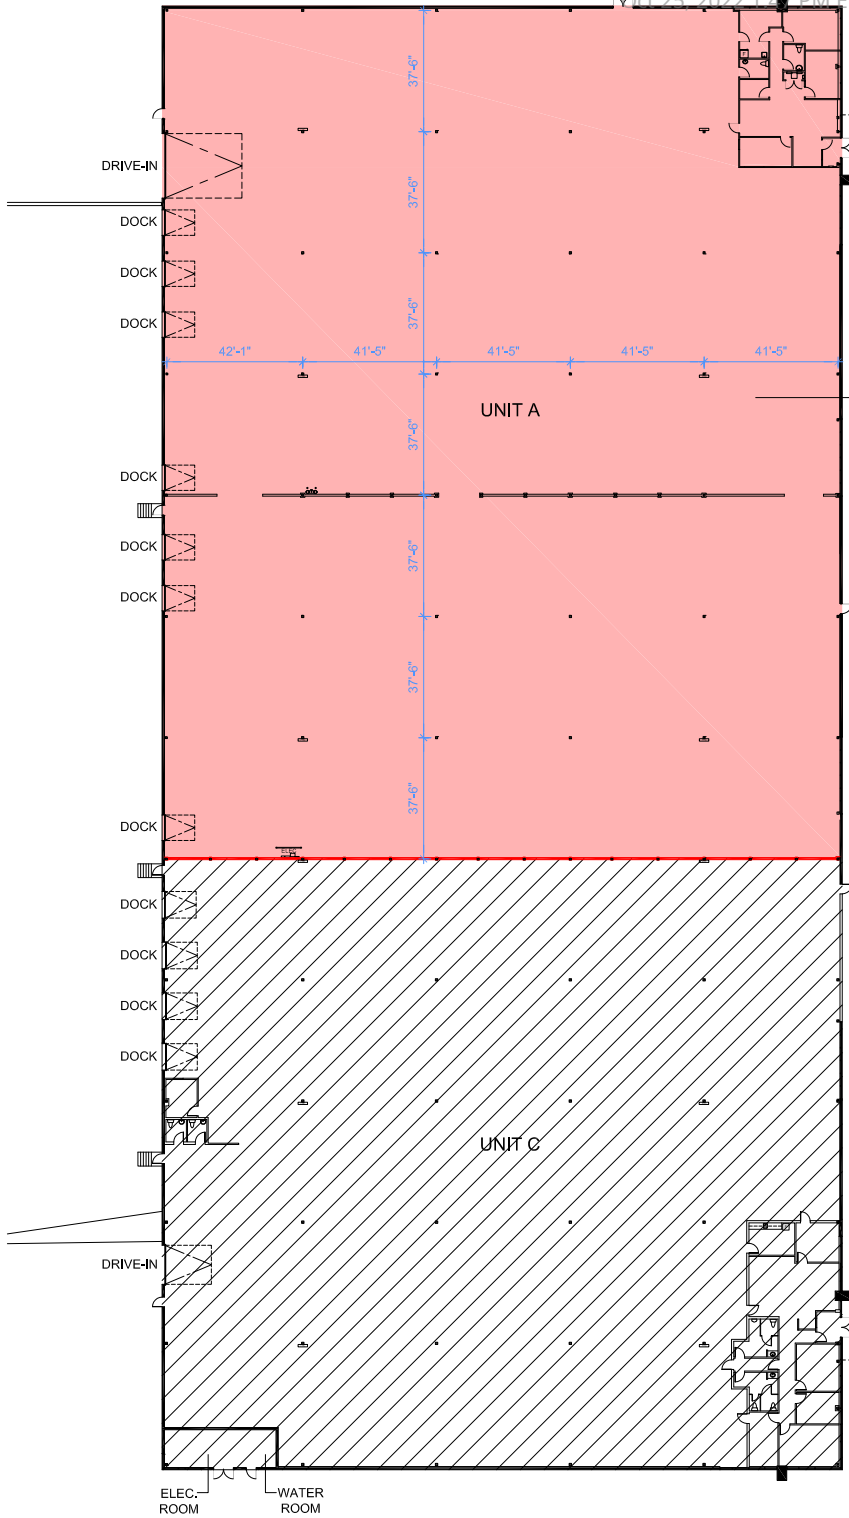 37'-6"
DRIVE-IN
37'-6"
DOCK
DOCK
37'-6"
DOCK
42'-1" 41'-5" 41'-5" 41'-5" 41'-5"
UNIT A
37'-6"
DOCK
DOCK
37'-6"
DOCK
37'-6"
37'-6"
DOCK
ELEC
DOCK
DOCK
DOCK
DOCK
UNIT C
DRIVE-IN
ELEC. WATER
ROOM ROOM